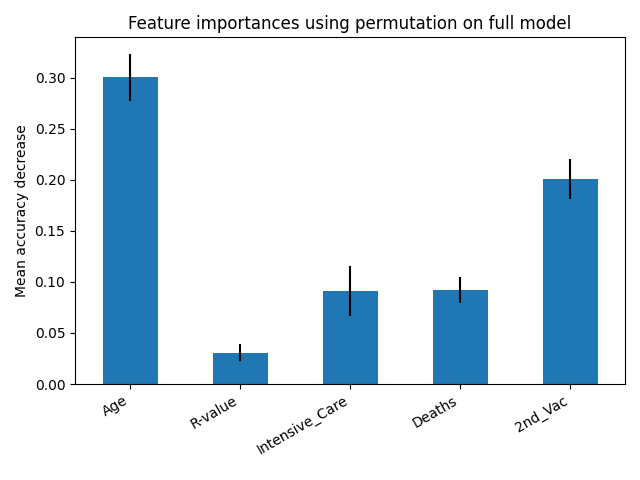 Feature importances using permutation on full model
Mean accuracy decrease
0.30
0.25
0.20
0.15
0.10
0.05
0.00
Age
R-value
Intensive_Care
Deaths
2nd_Vac